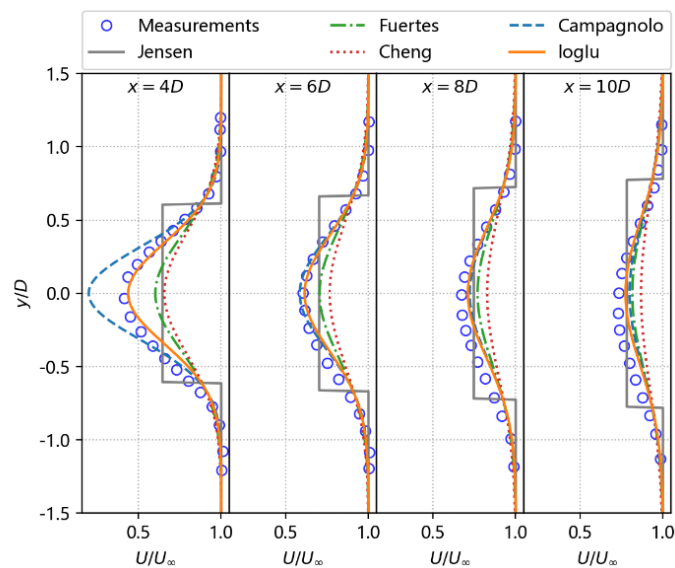 Measurements Fuertes Campagnolo
Jensen Cheng loglu
x = 4D x = 6D x = 8D x = 10D
1.5
1.0
0.5
0.0
-0.5
-1.0
-1.5
y/D
0.5 1.0 0.5 1.0 0.5 1.0 0.5 1.0
U/U∞ U/U∞ U/U∞ U/U∞